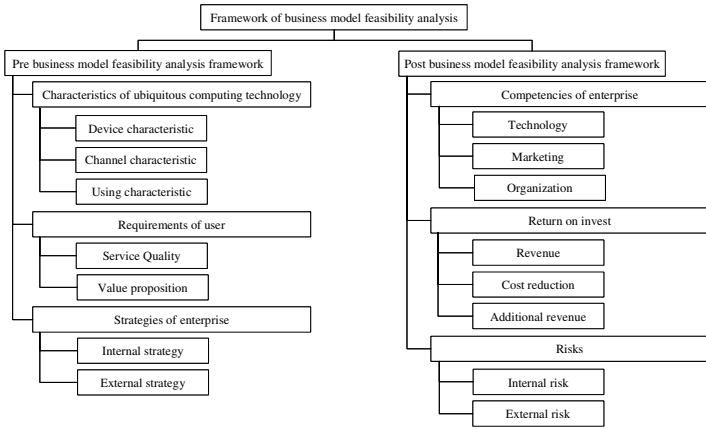 Framework of business model feasibility analysis
Pre business model feasibility analysis framework
Characteristics of ubiquitous computing technology
Device characteristic
Channel characteristic
Using characteristic
Requirements of user
Service Quality
Value proposition
Strategies of enterprise
Internal strategy
External strategy
Post business model feasibility analysis framework
Competencies of enterprise
Technology
Marketing
Organization
Return on invest
Revenue
Cost reduction
Additional revenue
Risks
Internal risk
External risk